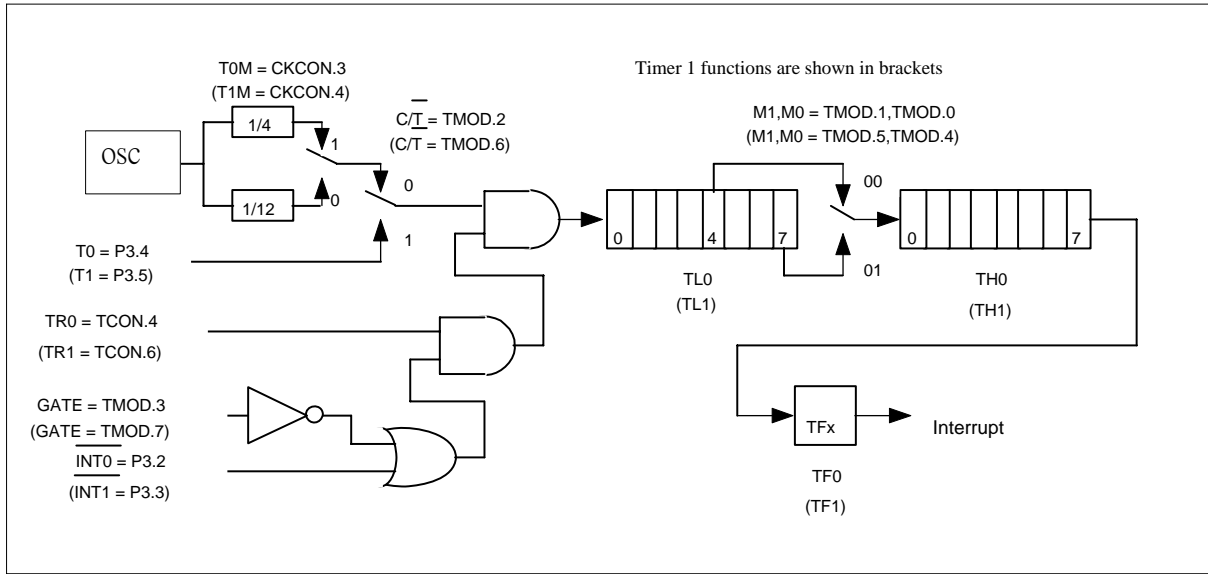 Timer 1 functions are shown in brackets
T0M = CKCON.3
(T1M = CKCON.4)
1/4
OSC
1/12
1
0
C/T̅ = TMOD.2
(C/T̅ = TMOD.6)
0
1
T0 = P3.4
(T1 = P3.5)
TR0 = TCON.4
(TR1 = TCON.6)
GATE = TMOD.3
(GATE = TMOD.7)
I̅N̅T̅0̅ = P3.2
(I̅N̅T̅1̅ = P3.3)
M1,M0 = TMOD.1,TMOD.0
(M1,M0 = TMOD.5,TMOD.4)
00
01
0 4 7
TL0
(TL1)
0 7
TH0
(TH1)
TFx
Interrupt
TF0
(TF1)